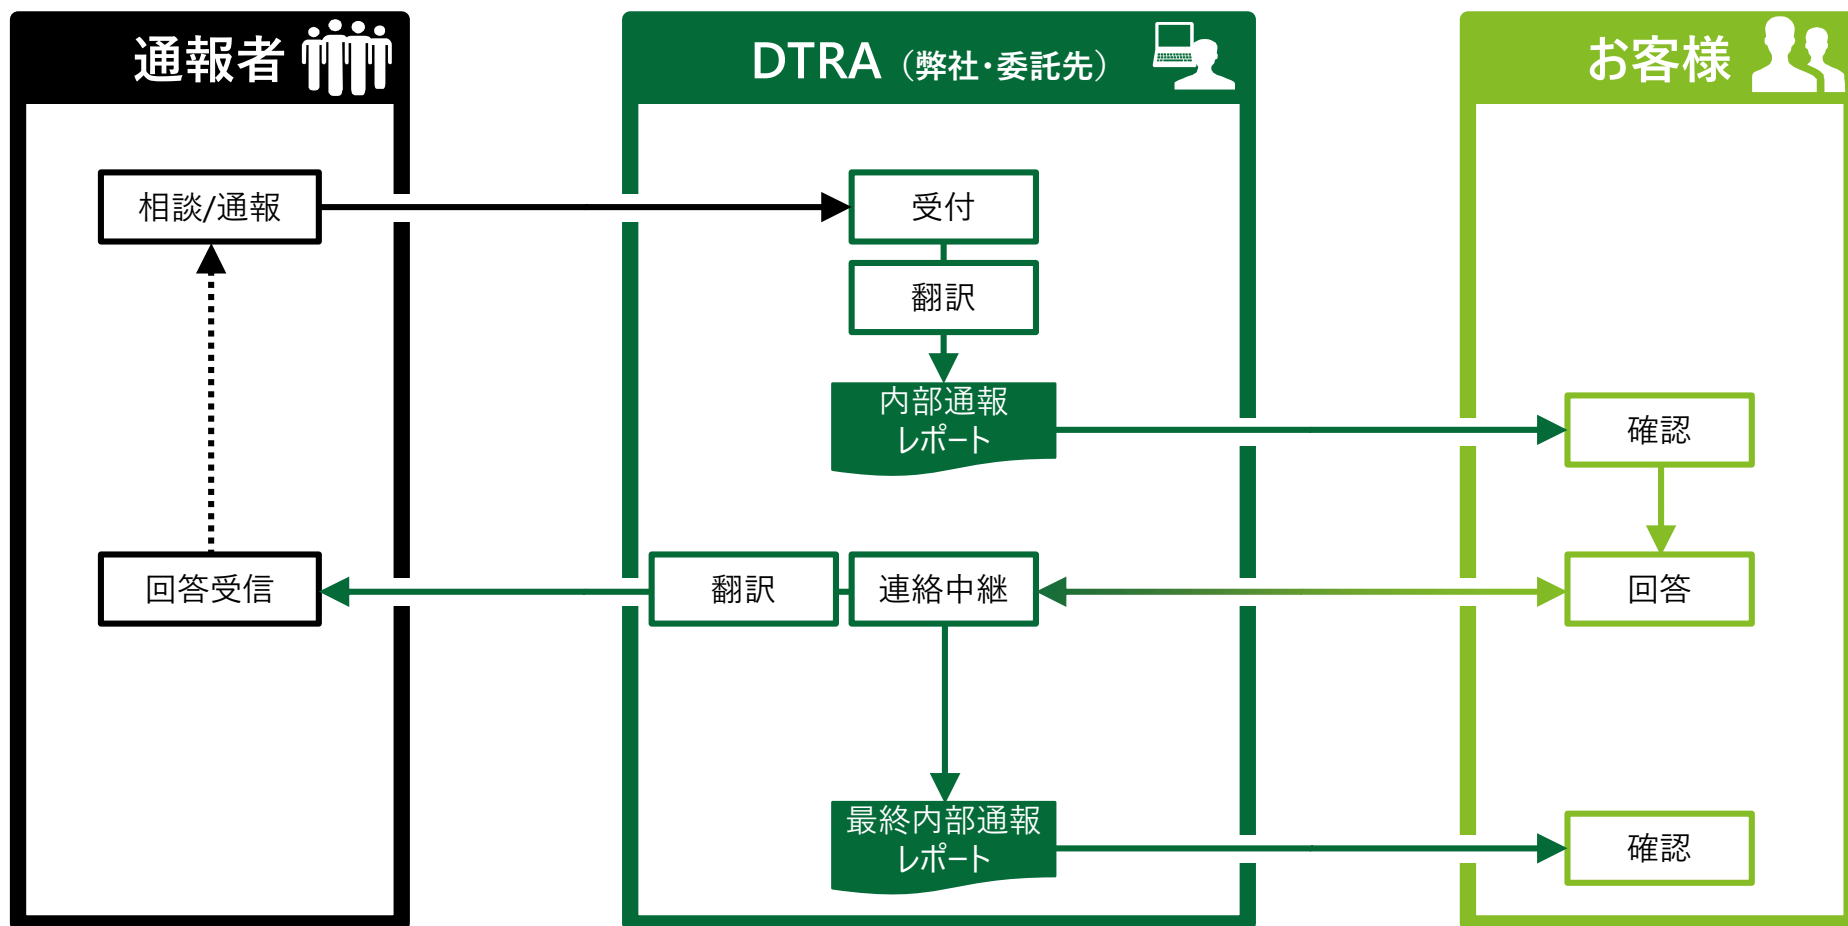 通報者
DTRA（弊社・委託先）
お客様
相談/通報
受付
翻訳
内部通報
レポート
確認
回答受信
翻訳
連絡中継
回答
最終内部通報
レポート
確認